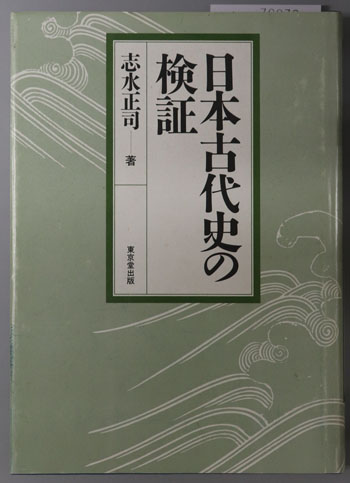 日本古代史の
検証
志水正司——著
東京堂出版